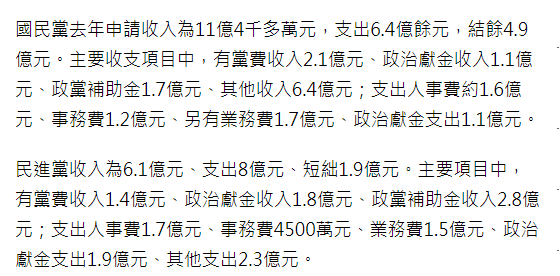 國民黨去年申請收入為11億4千多萬元，支出6.4億餘元，結餘4.9
億元。主要收支項目中，有黨費收入2.1億元、政治獻金收入1.1億
元、政黨補助金1.7億元、其他收入6.4億元；支出人事費約1.6億
元、事務費1.2億元、另有業務費1.7億元、政治獻金支出1.1億元。
民進黨收入為6.1億元、支出8億元、短絀1.9億元。主要項目中，
有黨費收入1.4億元、政治獻金收入1.8億元、政黨補助金收入2.8億
元；支出人事費1.7億元、事務費4500萬元、業務費1.5億元、政治
獻金支出1.9億元、其他支出2.3億元。